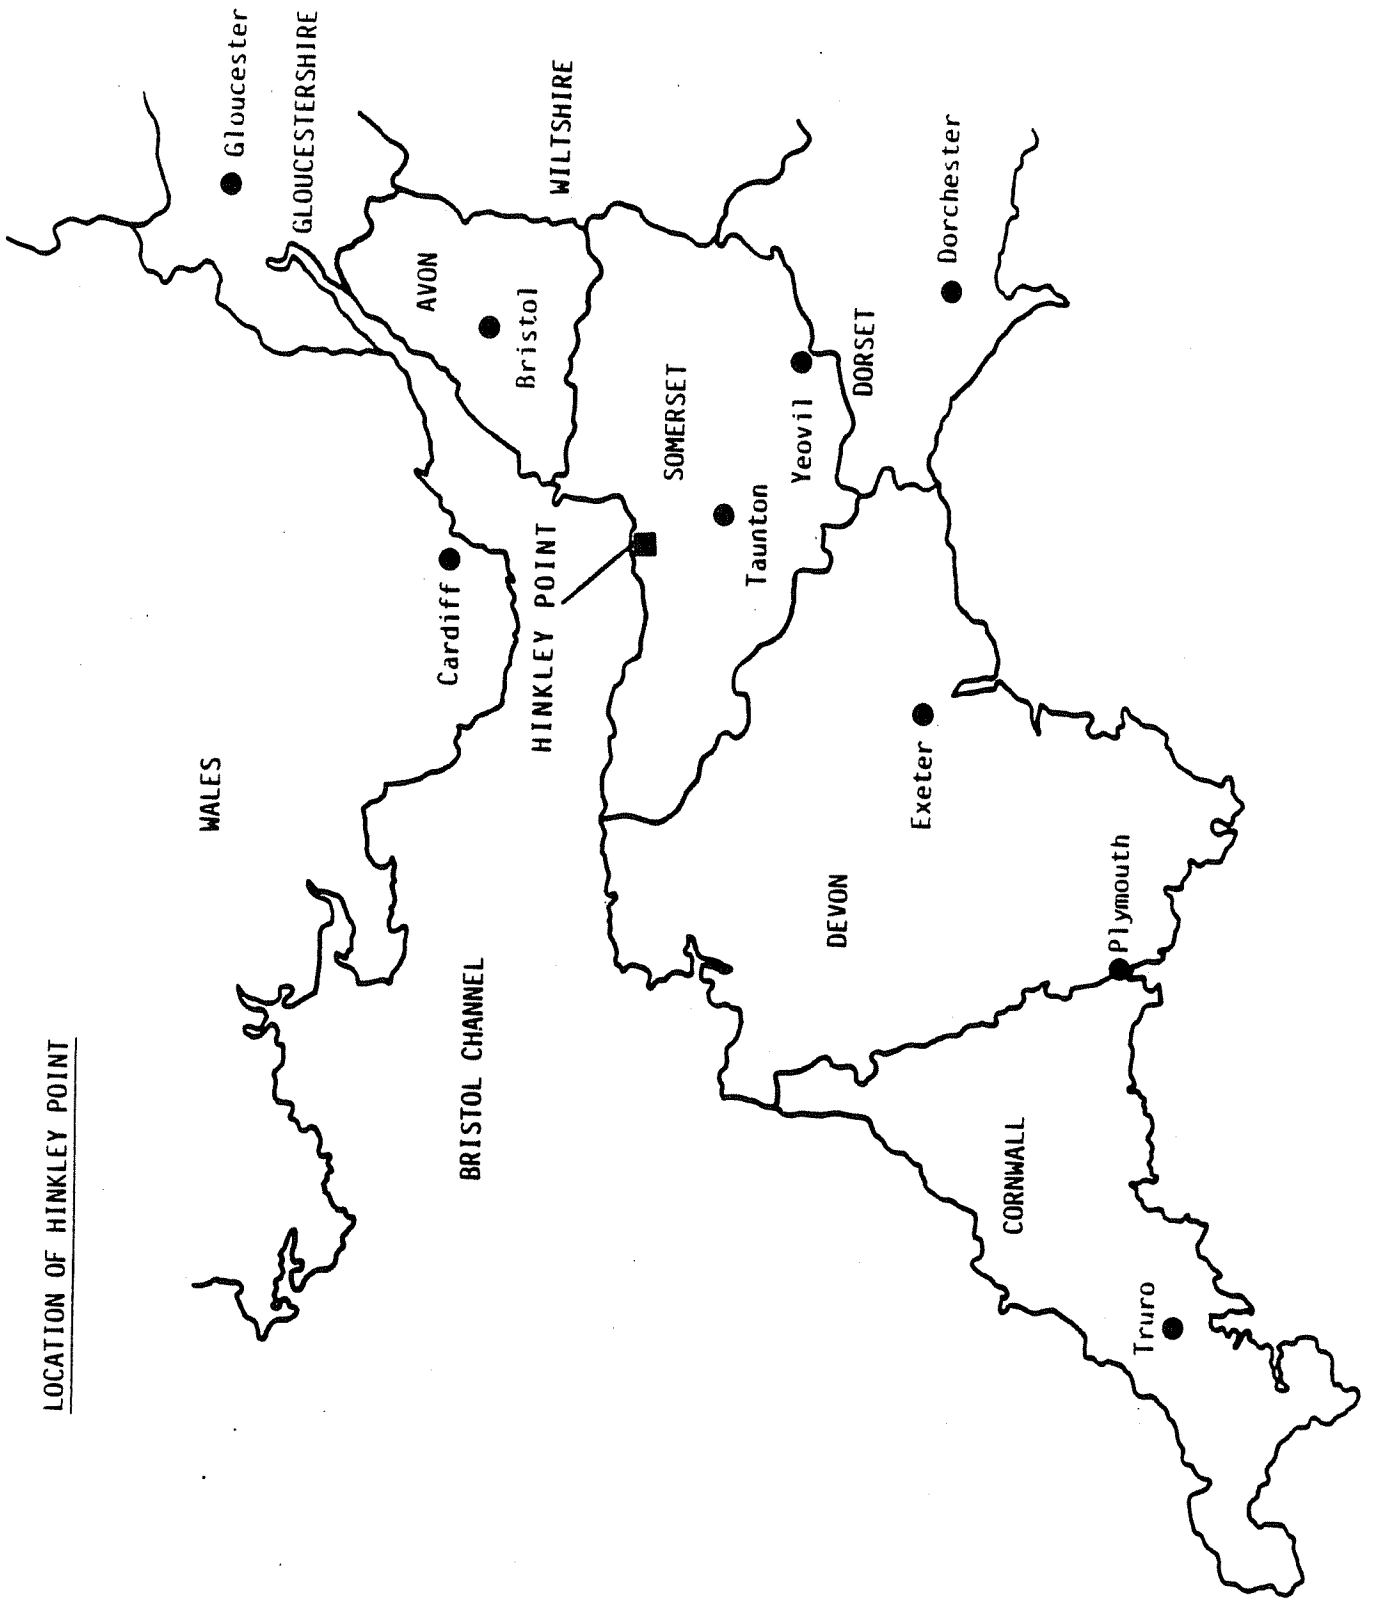 LOCATION OF HINKLEY POINT
WALES
Gloucester
GLOUCESTERSHIRE
Cardiff
AVON
BRISTOL CHANNEL
Bristol
HINKLEY POINT
WILTSHIRE
SOMERSET
Taunton
Yeovil
DORSET
DEVON
Exeter
Dorchester
CORNWALL
Plymouth
Truro